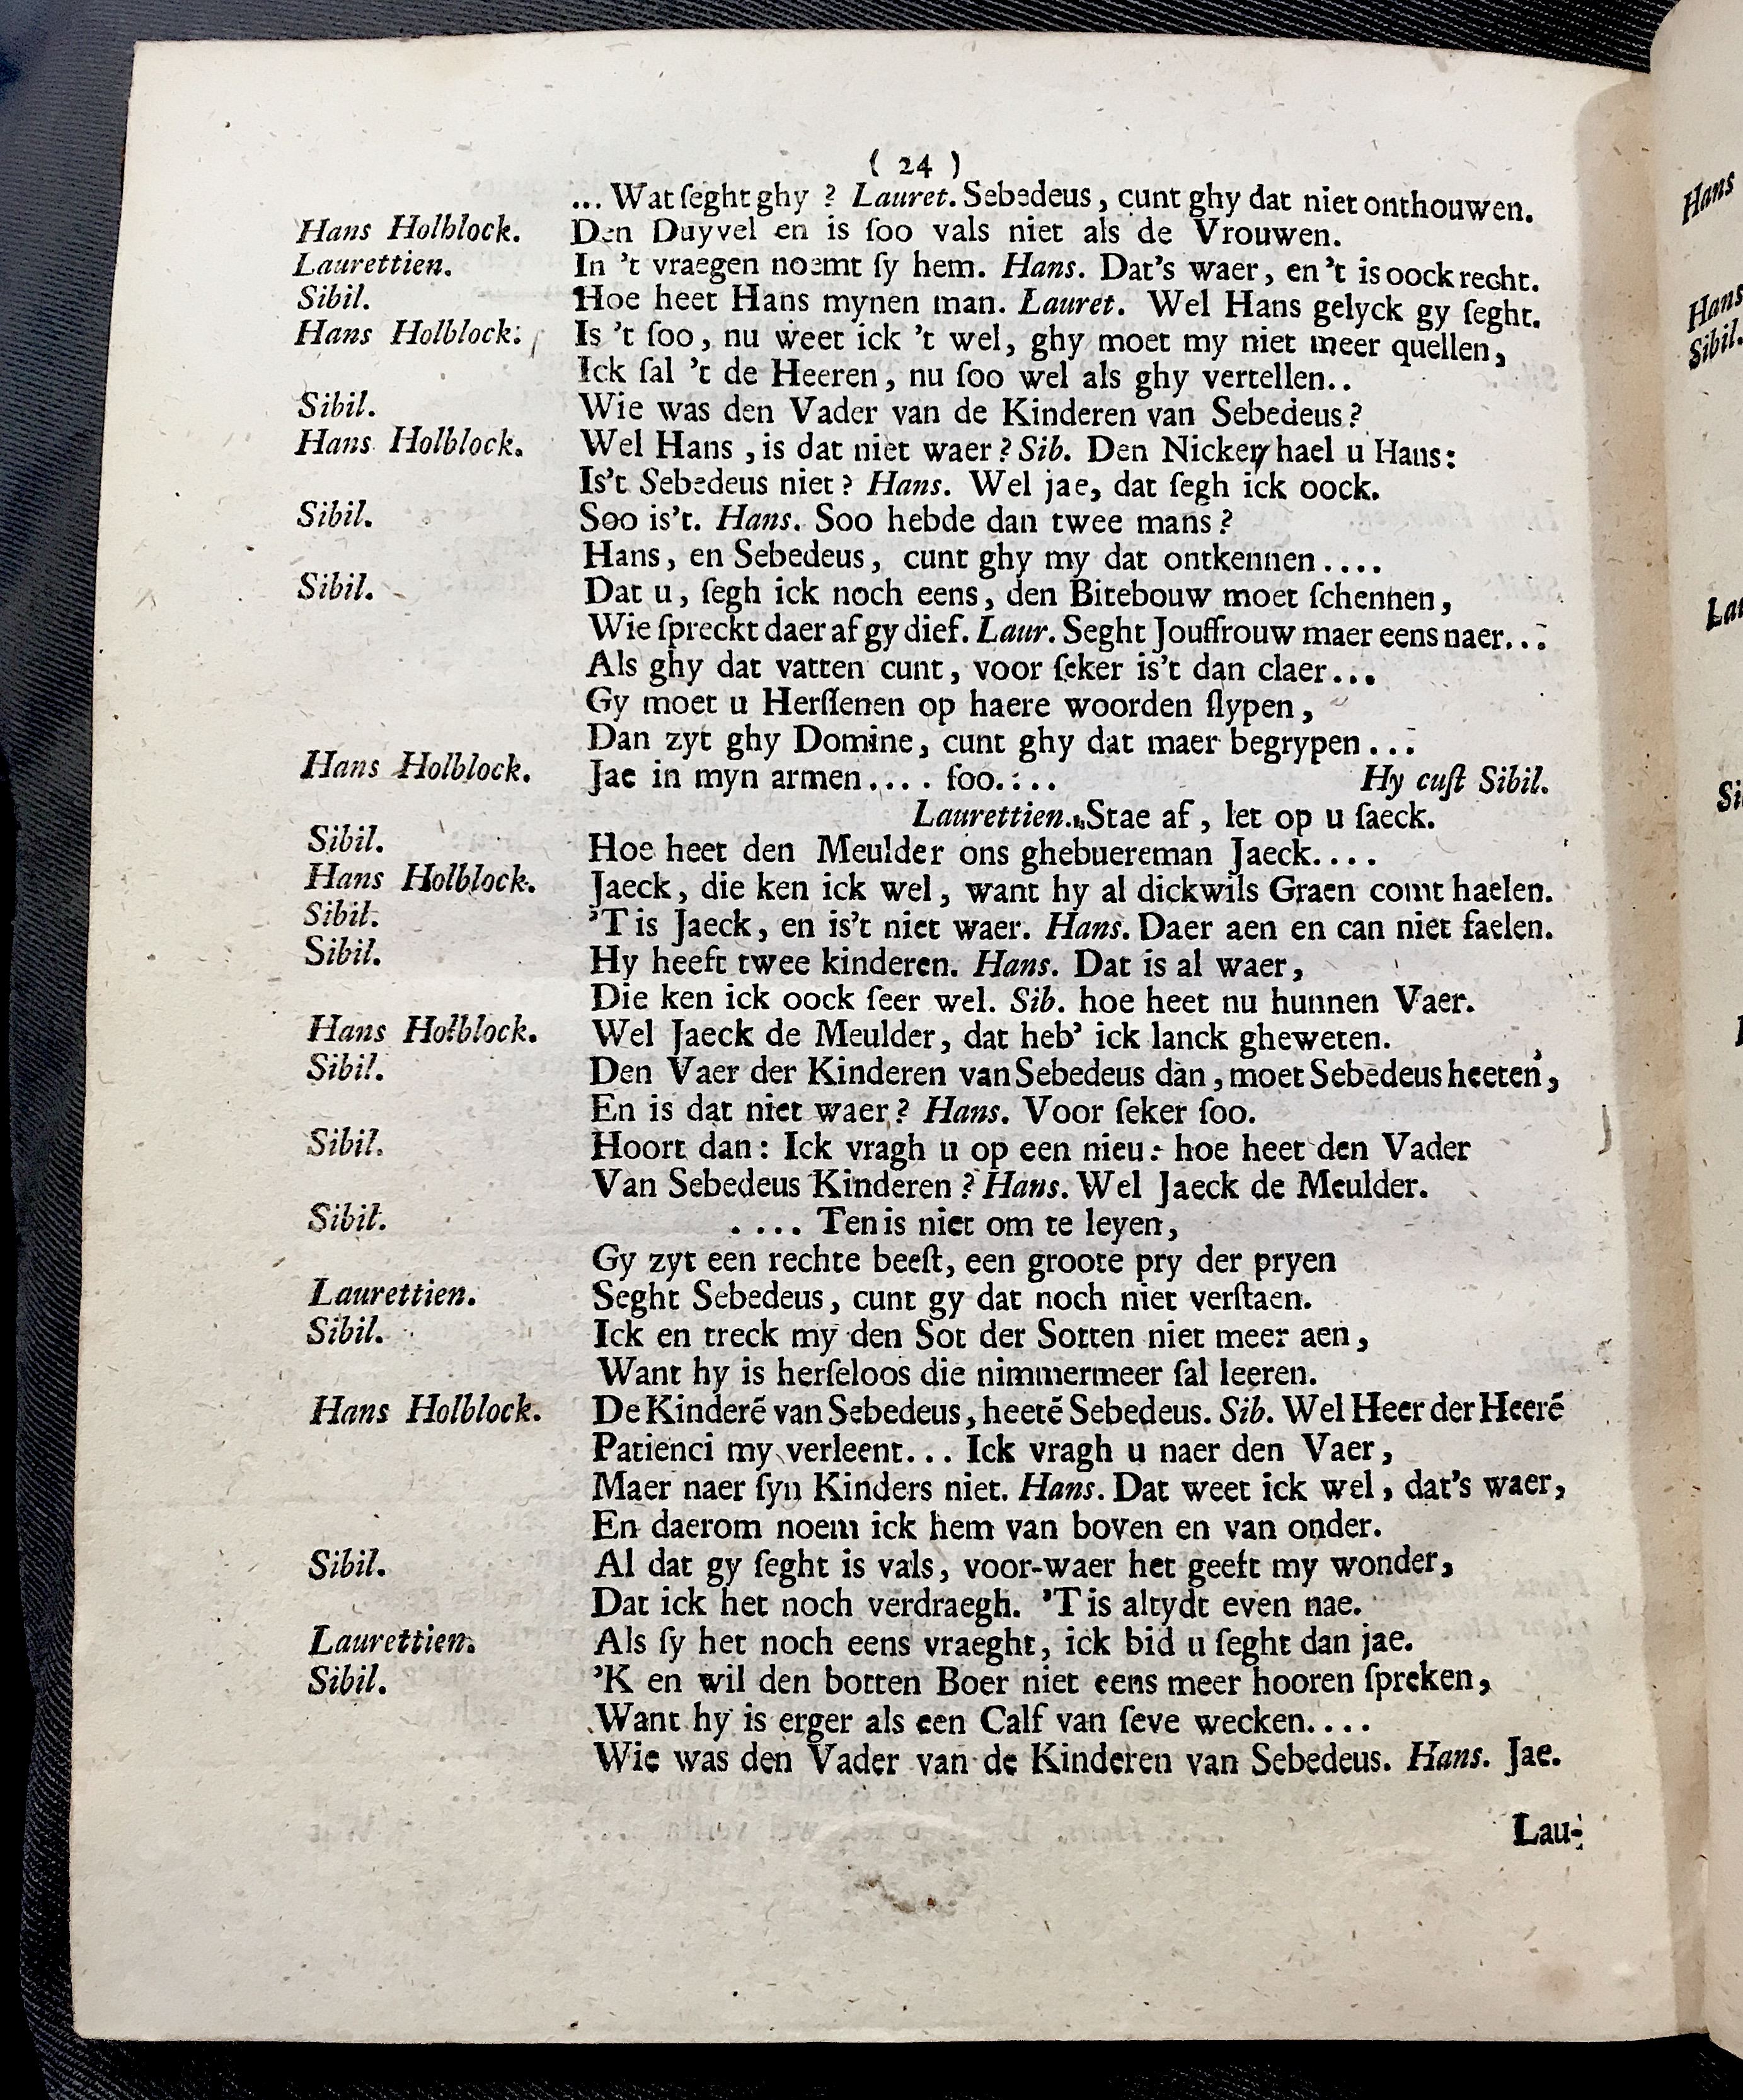 ( 24 )
... Wat ſeght ghy ? Lauret. Sebedeus, cunt ghy dat niet onthouwen.
Hans Holblock. Den Duyvel en is ſoo vals niet als de Vrouwen.
Laurettien. In 't vraegen noemt ſy hem. Hans. Dat's waer, en 't is oock recht.
Sibil. Hoe heet Hans mynen man. Lauret. Wel Hans gelyck gy ſeght.
Hans Holblock. Is 't ſoo, nu weet ick 't wel, ghy moet my niet meer quellen,
Ick ſal 't de Heeren, nu ſoo wel als ghy vertellen..
Sibil. Wie was den Vader van de Kinderen van Sebedeus?
Hans Holblock. Wel Hans, is dat niet waer? Sib. Den Nicker hael u Hans:
Is't Sebedeus niet? Hans. Wel jae, dat ſegh ick oock.
Sibil. Soo is't. Hans. Soo hebde dan twee mans?
Hans, en Sebedeus, cunt ghy my dat ontkennen....
Sibil. Dat u, ſegh ick noch eens, den Bitebouw moet ſchennen,
Wie ſpreckt daer af gy dief. Laur. Seght Jouffrouw maer eens naer...
Als ghy dat vatten cunt, voor ſeker is't dan claer...
Gy moet u Herſſenen op haere woorden ſlypen,
Dan zyt ghy Domine, cunt ghy dat maer begrypen...
Hans Holblock. Jae in myn armen.... ſoo.... Hy cuſt Sibil.
Laurettien. Stae af, let op u ſaeck.
Sibil. Hoe heet den Meulder ons ghebuereman Jaeck....
Hans Holblock. Jaeck, die ken ick wel, want hy al dickwils Graen comt haelen.
Sibil. 'T is Jaeck, en is't niet waer. Hans. Daer aen en can niet faelen.
Sibil. Hy heeft twee kinderen. Hans. Dat is al waer,
Die ken ick oock ſeer wel. Sib. hoe heet nu hunnen Vaer.
Hans Holblock. Wel Jaeck de Meulder, dat heb' ick lanck gheweten.
Sibil. Den Vaer der Kinderen van Sebedeus dan, moet Sebedeus heeten,
En is dat niet waer? Hans. Voor ſeker ſoo.
Sibil. Hoort dan: Ick vragh u op een nieu: hoe heet den Vader
Van Sebedeus Kinderen? Hans. Wel Jaeck de Meulder.
Sibil. .... Ten is niet om te leyen,
Gy zyt een rechte beeſt, een groote pry der pryen
Laurettien. Seght Sebedeus, cunt gy dat noch niet verſtaen.
Sibil. Ick en treck my den Sot der Sotten niet meer aen,
Want hy is herſeloos die nimmermeer ſal leeren.
Hans Holblock. De Kinderẽ van Sebedeus, heetẽ Sebedeus. Sib. Wel Heer der Heerẽ
Patienci my verleent... Ick vragh u naer den Vaer,
Maer naer ſyn Kinders niet. Hans. Dat weet ick wel, dat's waer,
En daerom noem ick hem van boven en van onder.
Sibil. Al dat gy ſeght is vals, voor-waer het geeft my wonder,
Dat ick het noch verdraegh. 'T is altydt even nae.
Laurettien. Als ſy het noch eens vraeght, ick bid u ſeght dan jae.
Sibil. 'K en wil den botten Boer niet eens meer hooren ſpreken,
Want hy is erger als een Calf van ſeve wecken....
Wie was den Vader van de Kinderen van Sebedeus. Hans. Jae.
Lau-
Hans
Hans
Sibil.